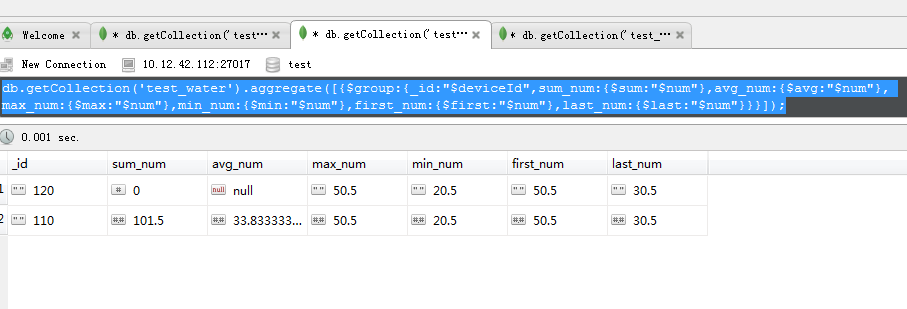 Welcome * db.getCollection('test··· * db.getCollection('test··· * db.getCollection('test_···
New Connection 10.12.42.112:27017 test
db.getCollection('test_water').aggregate([{$group:{_id:"$deviceId",sum_num:{$sum:"$num"},avg_num:{$avg:"$num"},
max_num:{$max:"$num"},min_num:{$min:"$num"},first_num:{$first:"$num"},last_num:{$last:"$num"}}}]);
0.001 sec.
_id sum_num avg_num max_num min_num first_num last_num
1 "" 120 # 0 null null "" 50.5 "" 20.5 "" 50.5 "" 30.5
2 "" 110 #.# 101.5 #.# 33.833333... #.# 50.5 #.# 20.5 #.# 50.5 #.# 30.5